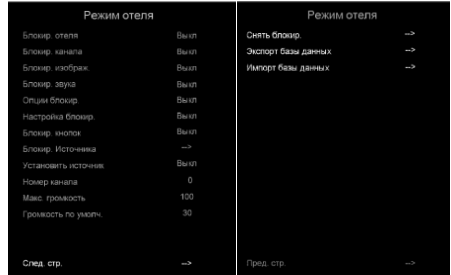 Режим отеля
Блокир. отеля Выкл
Блокир. канала Выкл
Блокир. изображ. Выкл
Блокир. звука Выкл
Опции блокир. Выкл
Настройка блокир. Выкл
Блокир. кнопок Выкл
Блокир. Источника -->
Установить источник Выкл
Номер канала 0
Макс. громкость 100
Громкость по умолч. 30
След. стр. -->
Режим отеля
Снять блокир. -->
Экспорт базы данных -->
Импорт базы данных -->
Пред. стр. -->